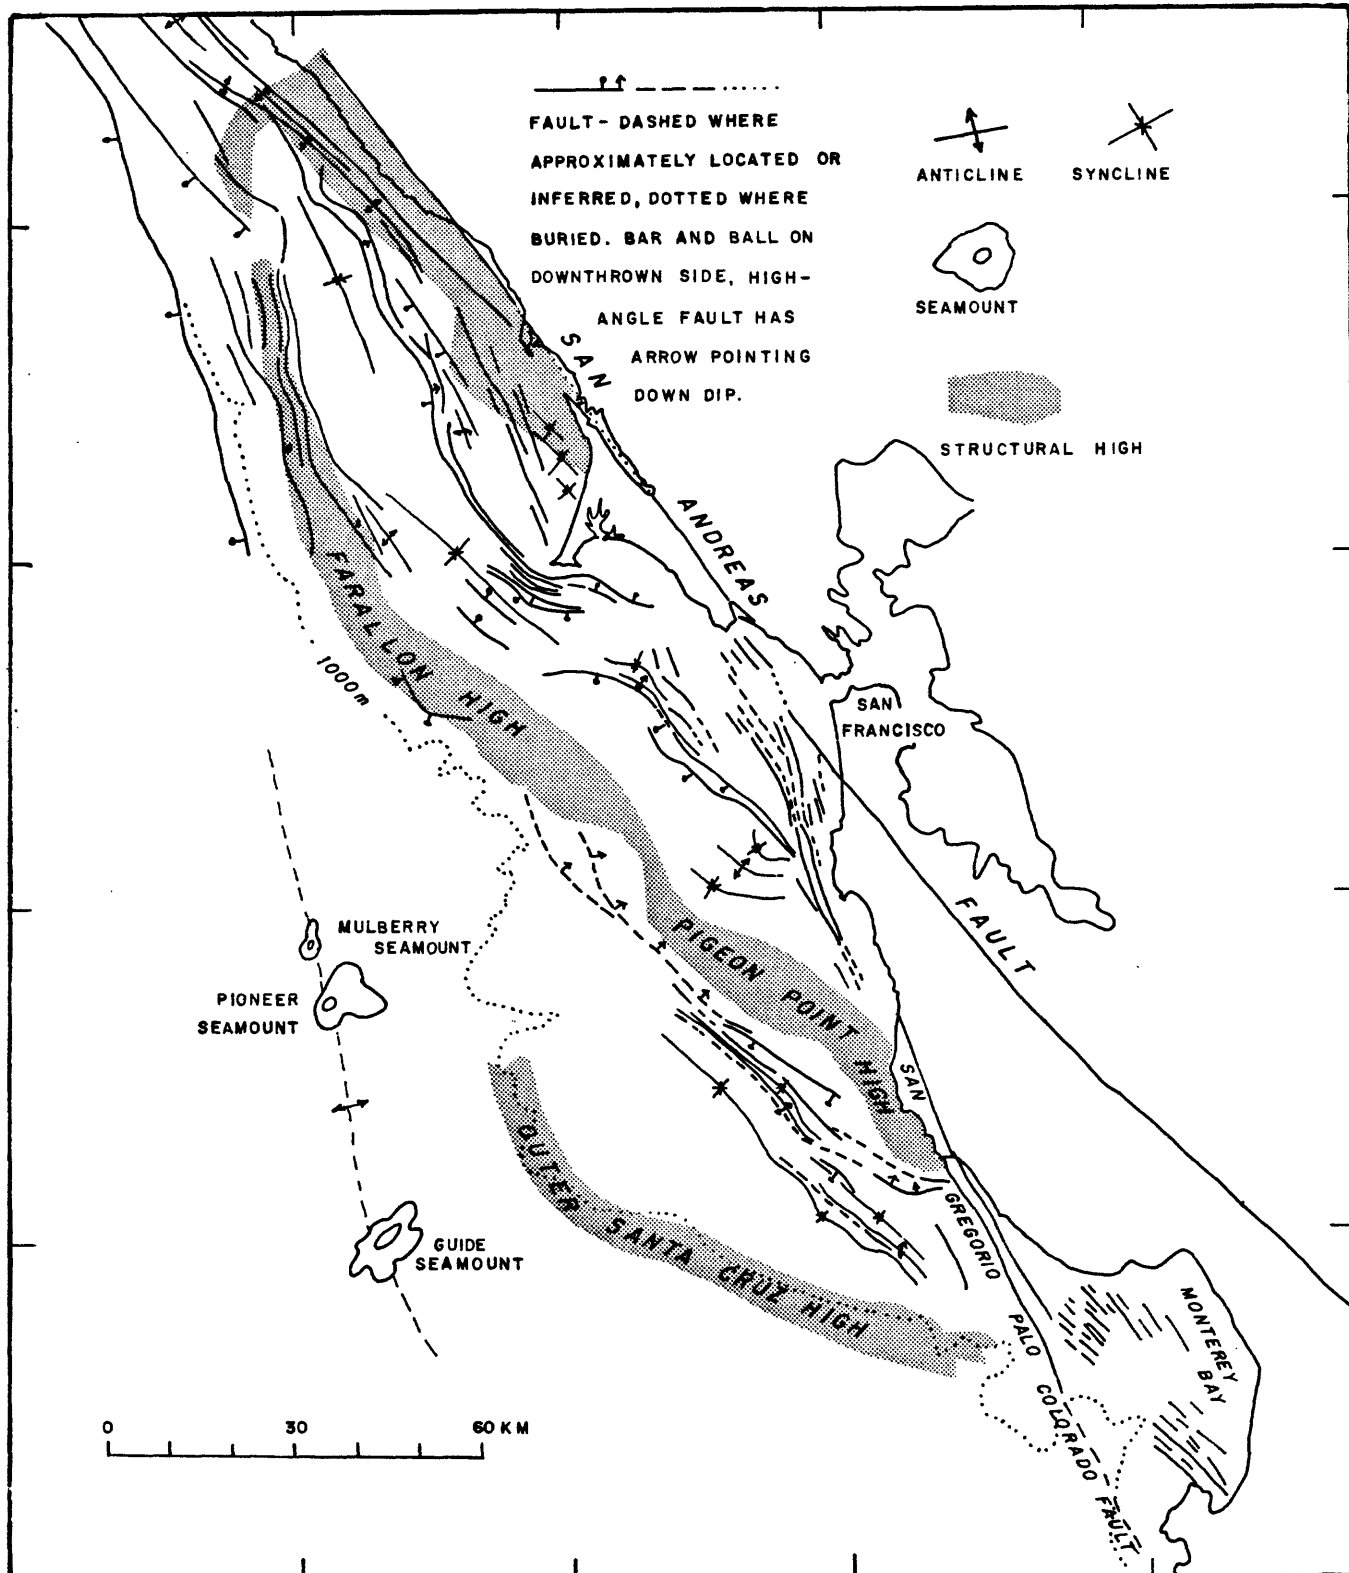 FAULT - DASHED WHERE
APPROXIMATELY LOCATED OR
INFERRED, DOTTED WHERE
BURIED. BAR AND BALL ON
DOWNTHROWN SIDE, HIGH-
ANGLE FAULT HAS
ARROW POINTING
DOWN DIP.
ANTICLINE
SYNCLINE
SEAMOUNT
STRUCTURAL HIGH
SAN
ANDREAS
FAULT
FARALLON HIGH
1000m
SAN
FRANCISCO
MULBERRY
SEAMOUNT
PIONEER
SEAMOUNT
PIGEON POINT HIGH
OUTER SANTA CRUZ HIGH
GUIDE
SEAMOUNT
SAN
GREGORIO
PALO
COLORADO
FAULT
MONTEREY
BAY
0 30 60 KM